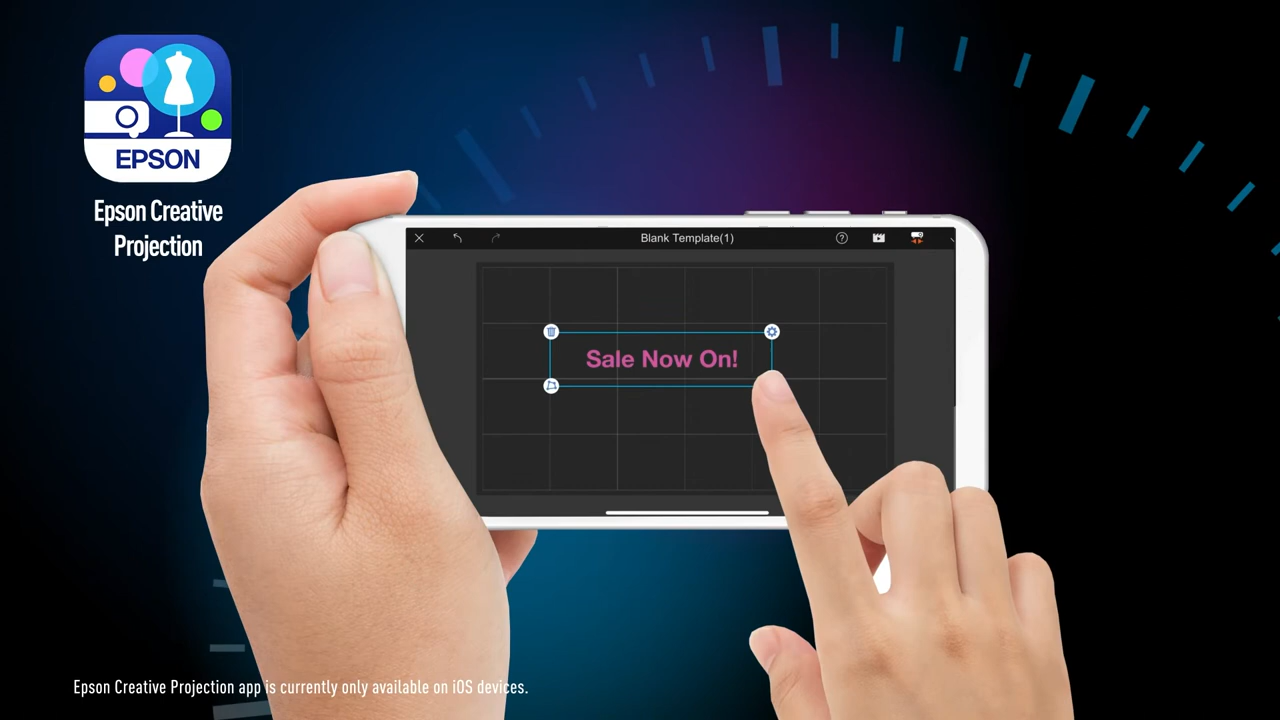 EPSON
Epson Creative
Projection
Blank Template(1)
Sale Now On!
Epson Creative Projection app is currently only available on iOS devices.